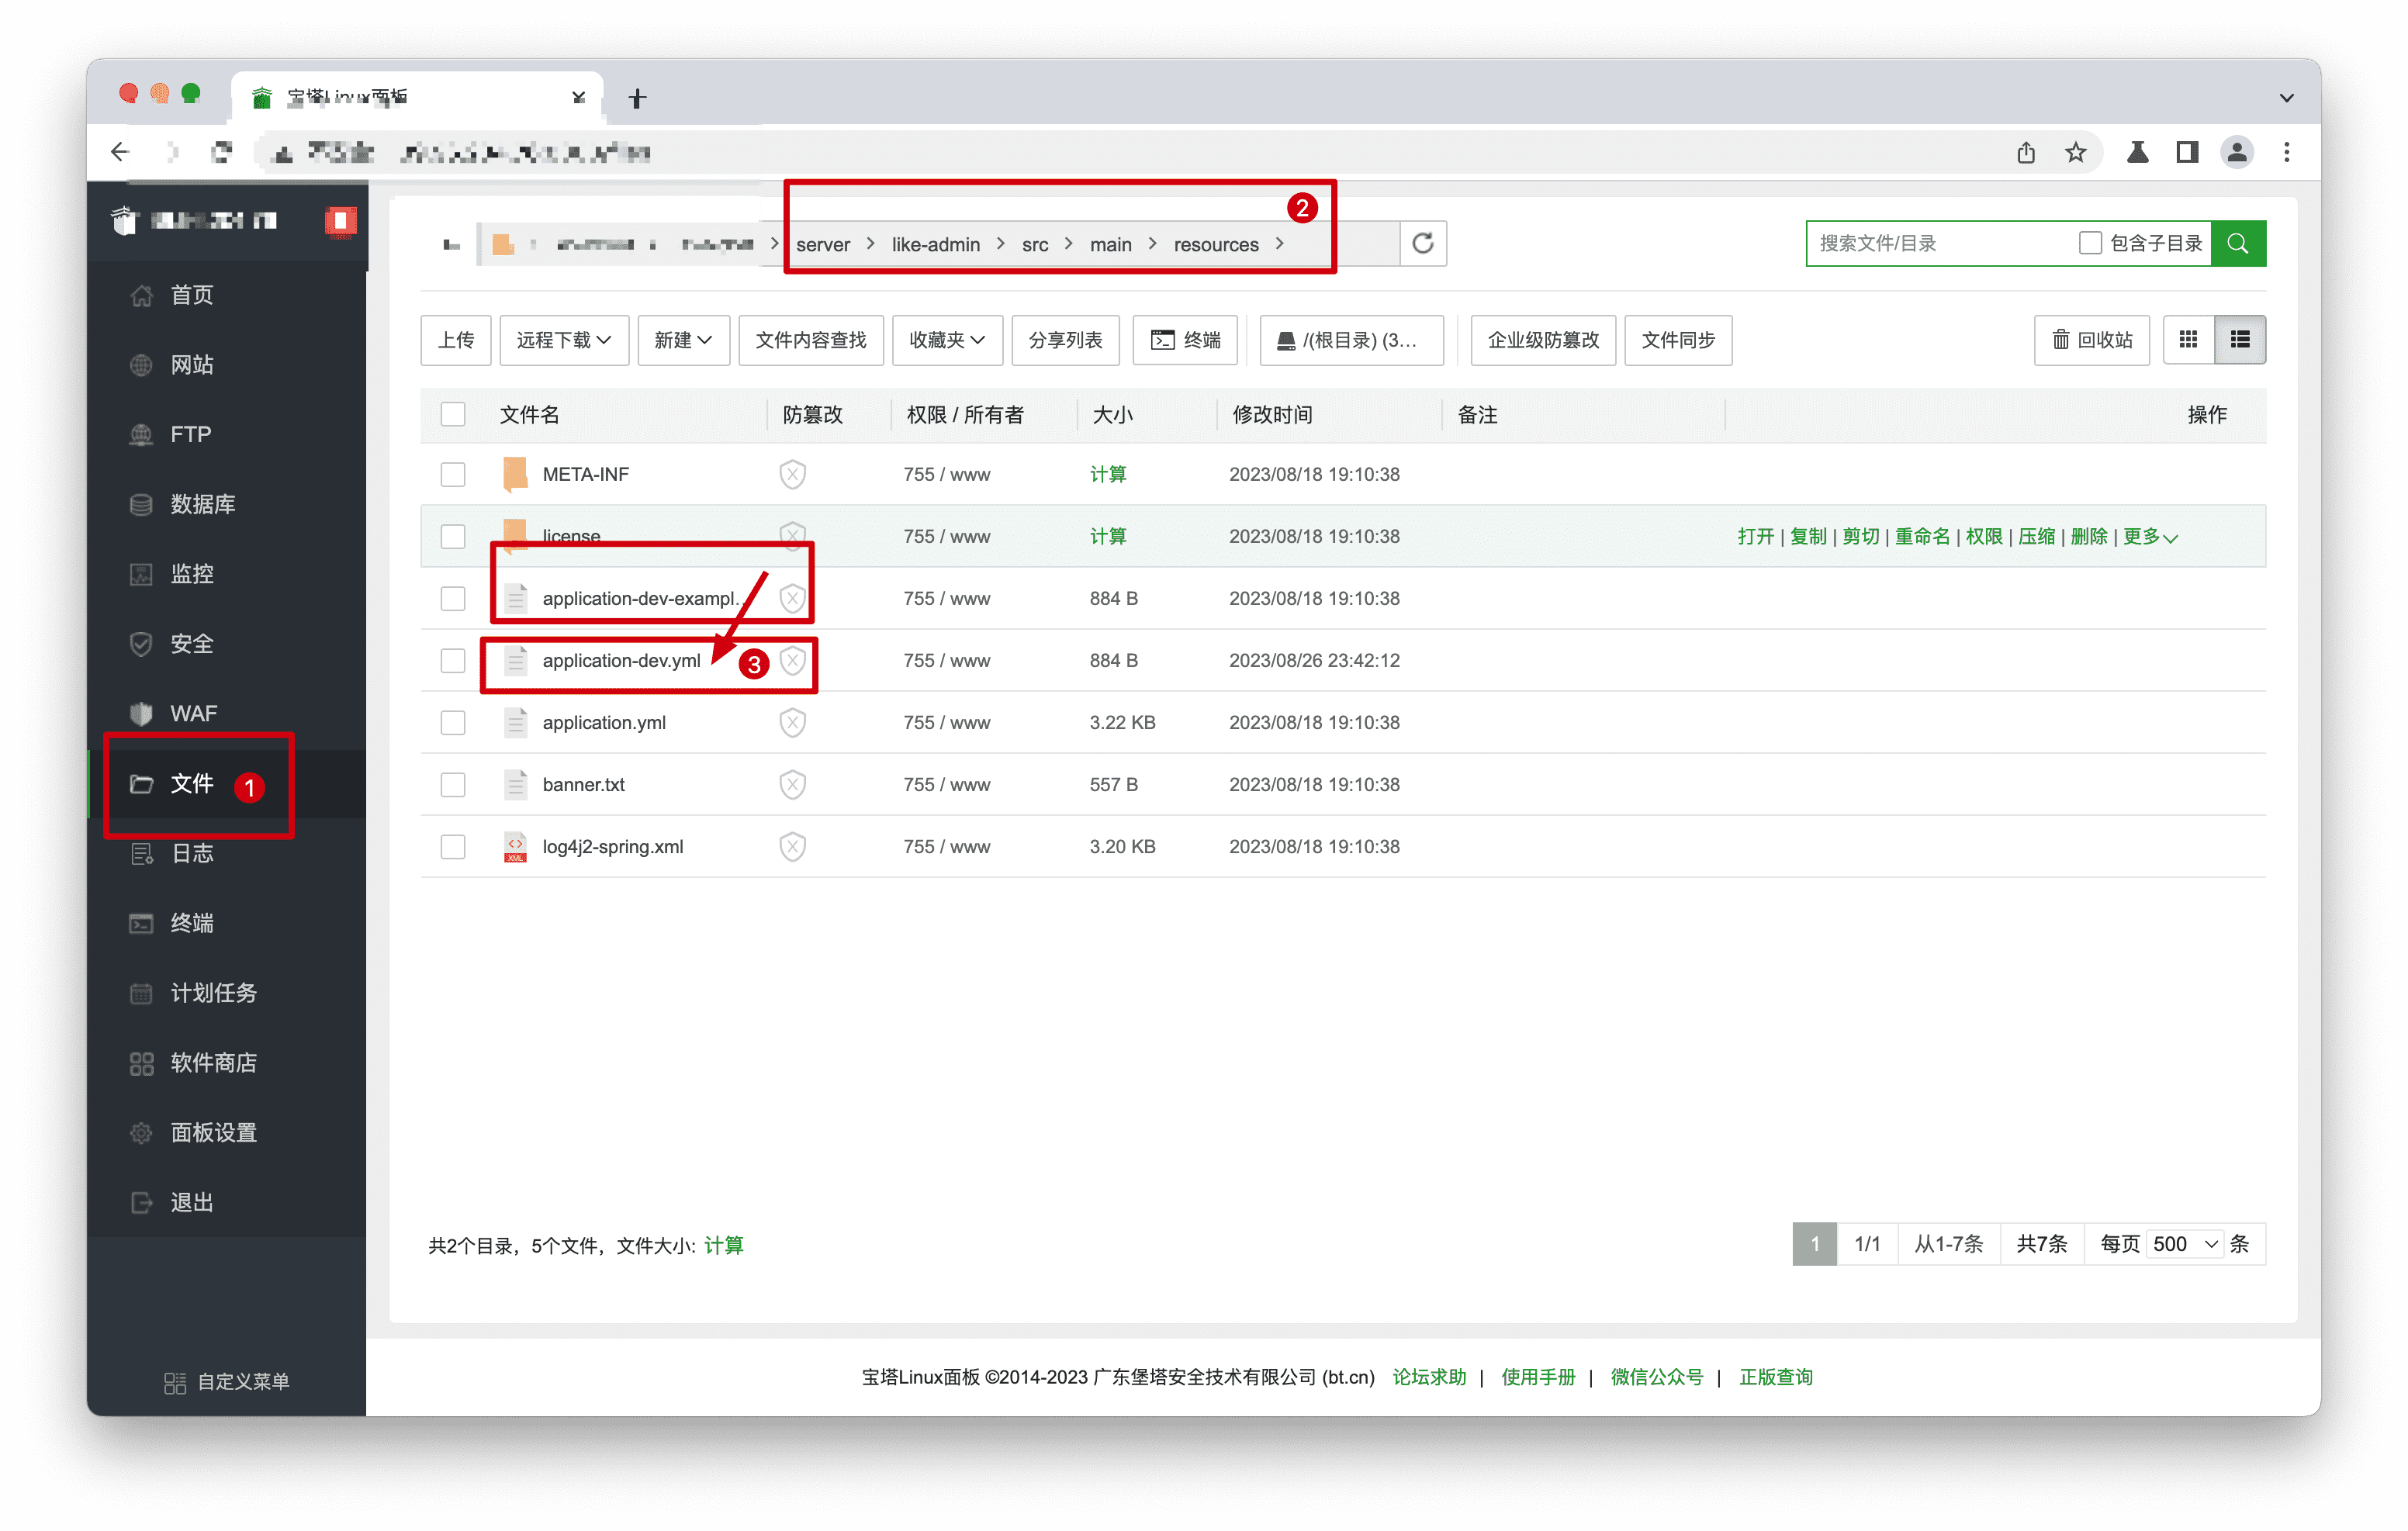 宝塔Linux面板
server > like-admin > src > main > resources >
2
搜索文件/目录 包含子目录
首页
网站
FTP
数据库
监控
安全
WAF
文件 1
日志
终端
计划任务
软件商店
面板设置
退出
自定义菜单
上传 远程下载 新建 文件内容查找 收藏夹 分享列表 终端 /(根目录) (3... 企业级防篡改 文件同步 回收站
文件名 防篡改 权限 / 所有者 大小 修改时间 备注 操作
META-INF 755 / www 计算 2023/08/18 19:10:38
license 755 / www 计算 2023/08/18 19:10:38 打开 | 复制 | 剪切 | 重命名 | 权限 | 压缩 | 删除 | 更多
application-dev-exampl... 755 / www 884 B 2023/08/18 19:10:38
application-dev.yml 3 755 / www 884 B 2023/08/26 23:42:12
application.yml 755 / www 3.22 KB 2023/08/18 19:10:38
banner.txt 755 / www 557 B 2023/08/18 19:10:38
XML log4j2-spring.xml 755 / www 3.20 KB 2023/08/18 19:10:38
共2个目录，5个文件，文件大小: 计算
1 1/1 从1-7条 共7条 每页 500 条
宝塔Linux面板 ©2014-2023 广东堡塔安全技术有限公司 (bt.cn) 论坛求助 | 使用手册 | 微信公众号 | 正版查询